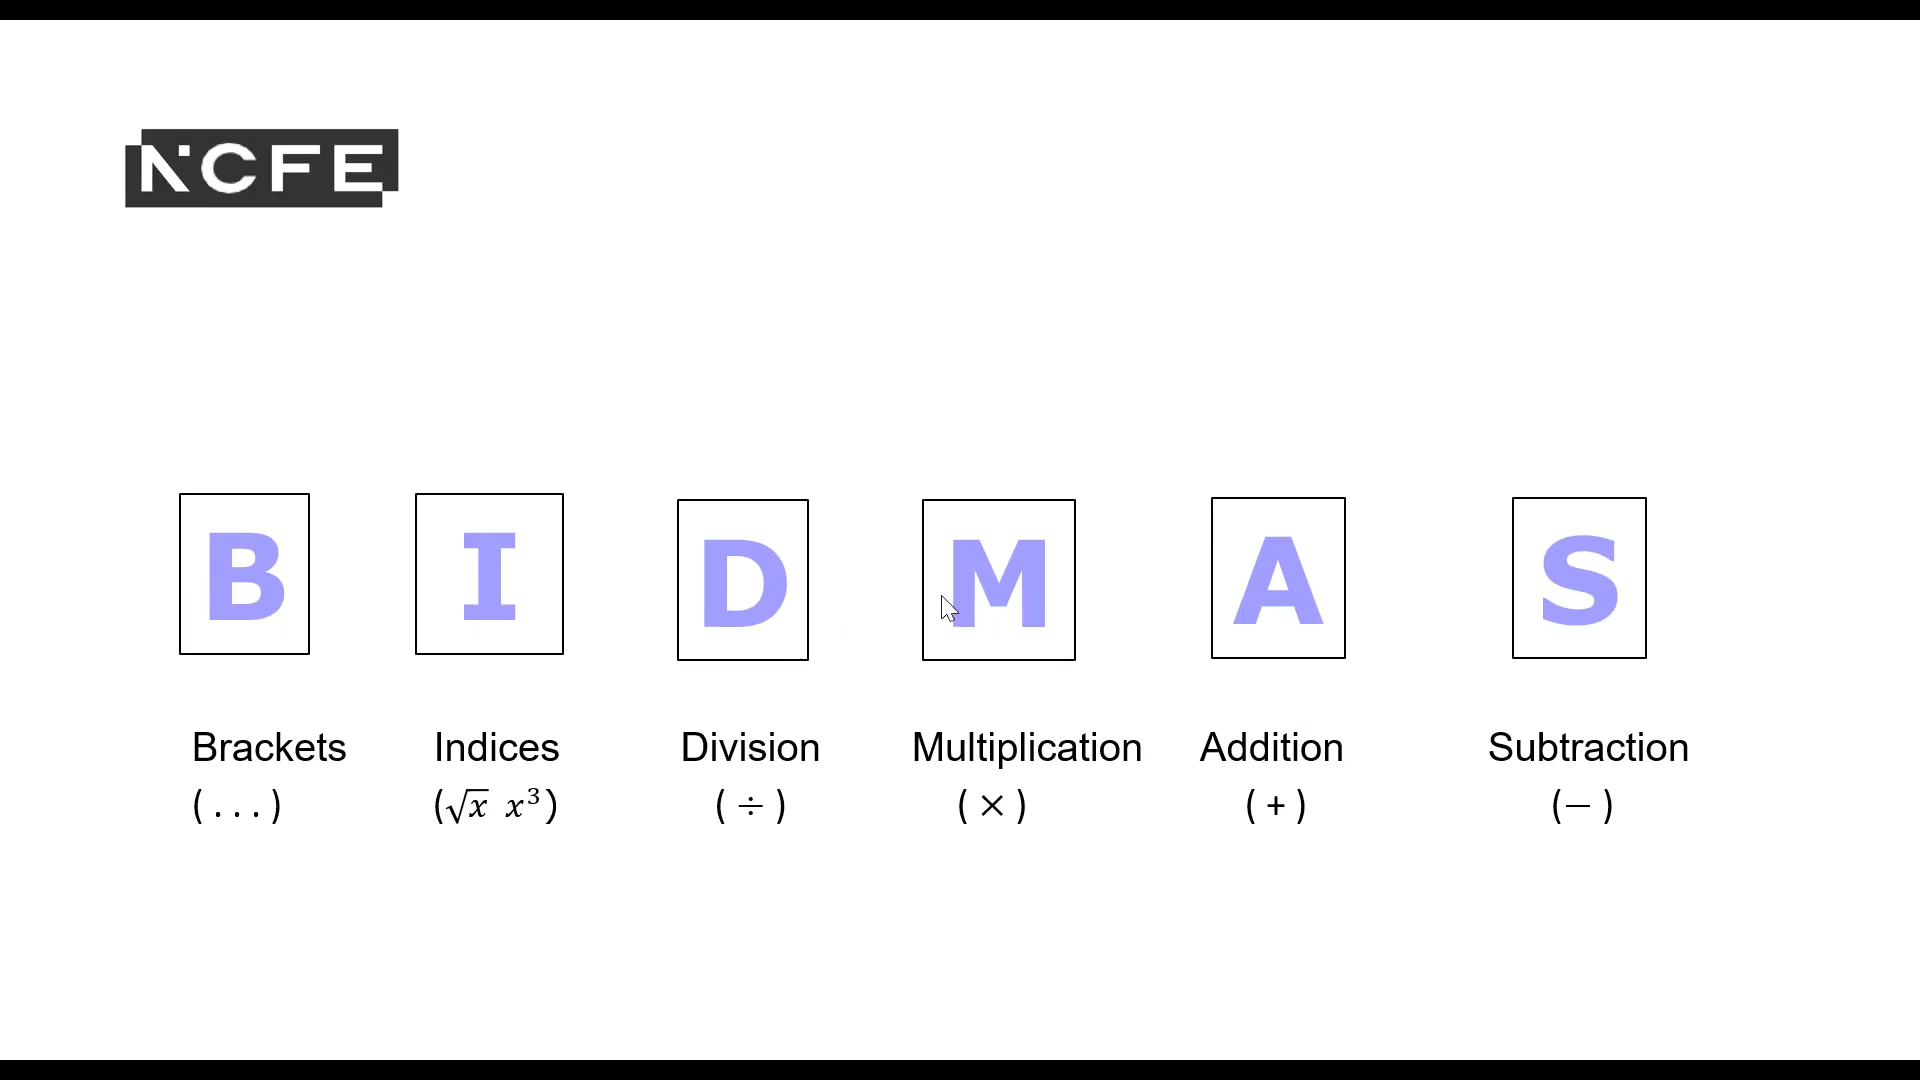 NCFE
B I D M A S
Brackets Indices Division Multiplication Addition Subtraction
( . . . ) (√x x³) ( ÷ ) ( × ) ( + ) (− )